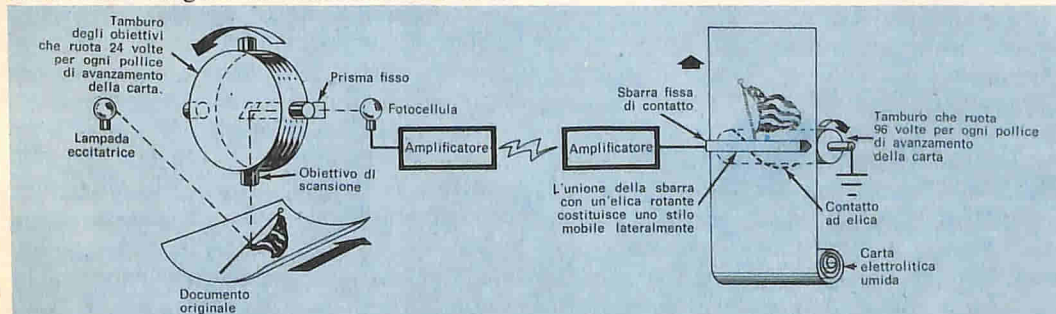 Tamburo
degli obiettivi
che ruota 24 volte
per ogni pollice
di avanzamento
della carta.
Prisma fisso
Fotocellula
Lampada
eccitatrice
Amplificatore
Obiettivo di
scansione
Documento
originale
Sbarra fissa
di contatto
Amplificatore
Tamburo che ruota
96 volte per ogni pollice
di avanzamento
della carta
L'unione della sbarra
con un'elica rotante
costituisce uno stilo
mobile lateralmente
Contatto
ad elica
Carta
elettrolitica
umida